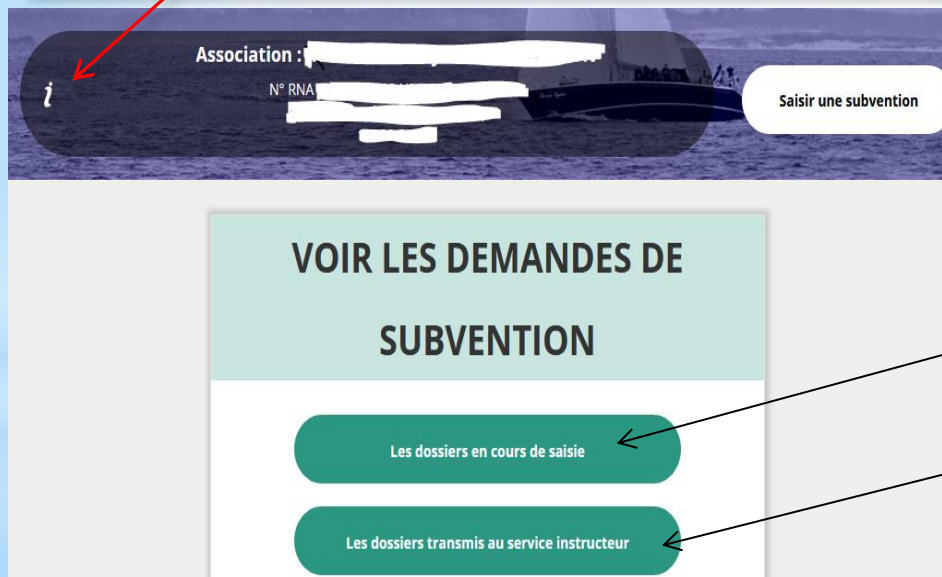 Association :
i
N° RNA
Saisir une subvention
VOIR LES DEMANDES DE
SUBVENTION
Les dossiers en cours de saisie
Les dossiers transmis au service instructeur